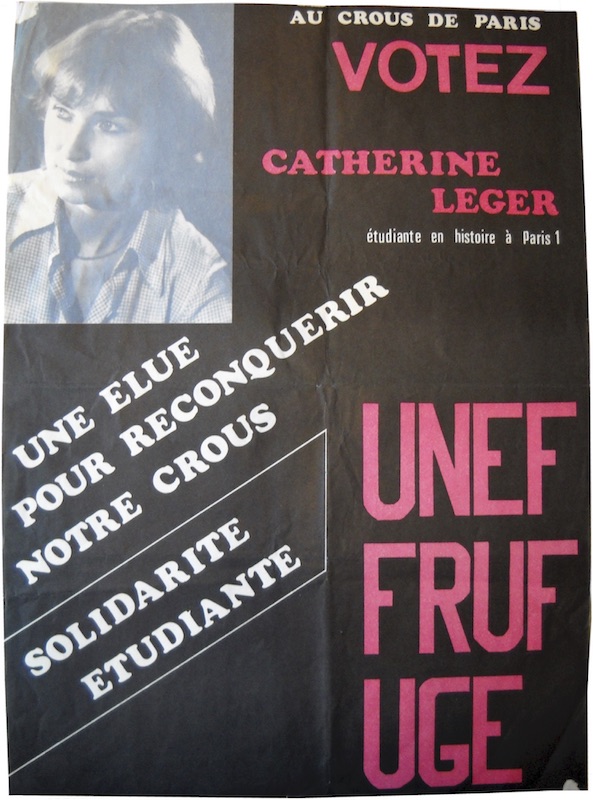 AU CROUS DE PARIS
VOTEZ
CATHERINE
LEGER
étudiante en histoire à Paris 1
UNE ELUE
POUR RECONQUERIR
NOTRE CROUS
SOLIDARITE
ETUDIANTE
UNEF
FRUF
UGE